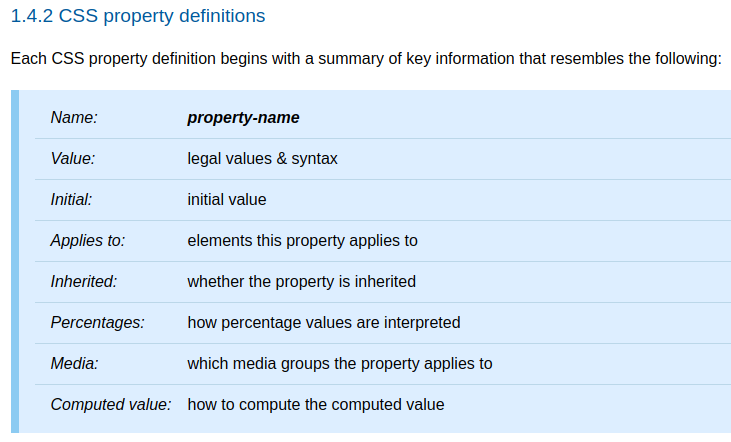 1.4.2 CSS property definitions
Each CSS property definition begins with a summary of key information that resembles the following:
Name: property-name
Value: legal values & syntax
Initial: initial value
Applies to: elements this property applies to
Inherited: whether the property is inherited
Percentages: how percentage values are interpreted
Media: which media groups the property applies to
Computed value: how to compute the computed value